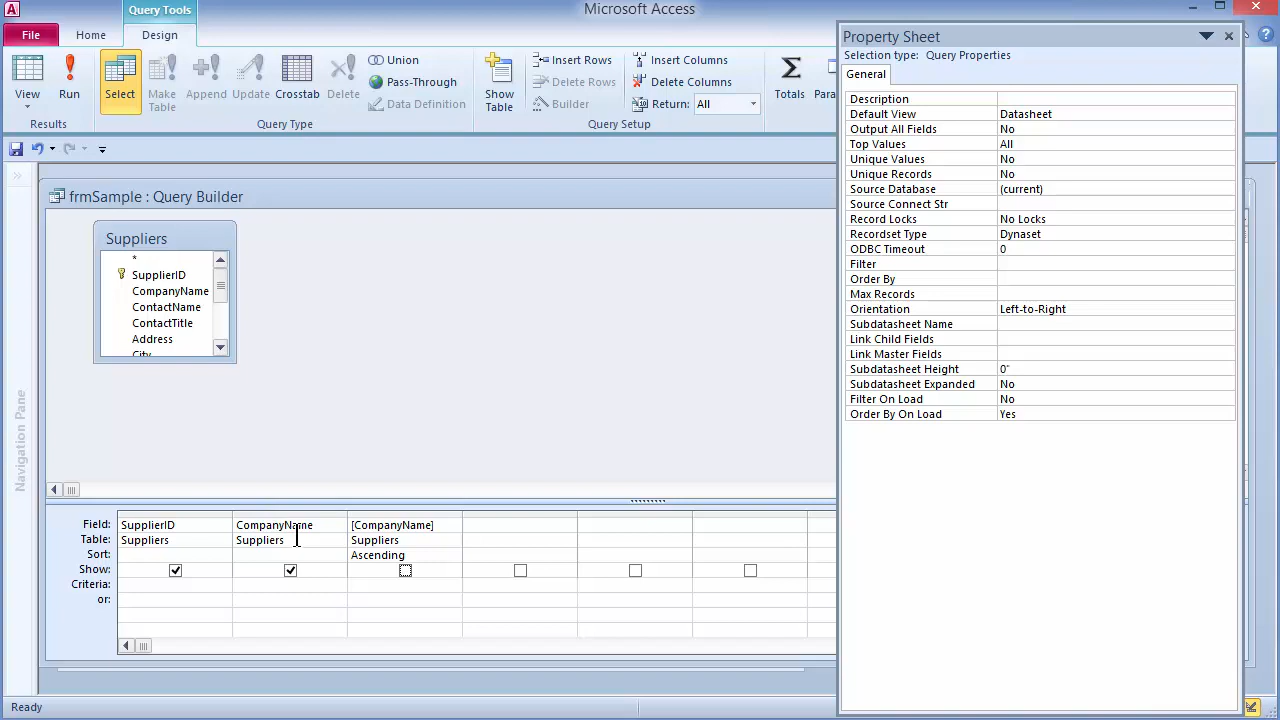 A
Query Tools
Microsoft Access
File
Home
Design
View
Run
Results
Select
Make Table
Append
Update
Crosstab
Delete
Union
Pass-Through
Data Definition
Query Type
Show Table
Insert Rows
Delete Rows
Builder
Insert Columns
Delete Columns
Return: All
Query Setup
Σ
Totals
Para
Property Sheet
Selection type: Query Properties
General
Description
Default View Datasheet
Output All Fields No
Top Values All
Unique Values No
Unique Records No
Source Database (current)
Source Connect Str
Record Locks No Locks
Recordset Type Dynaset
ODBC Timeout 0
Filter
Order By
Max Records
Orientation Left-to-Right
Subdatasheet Name
Link Child Fields
Link Master Fields
Subdatasheet Height 0"
Subdatasheet Expanded No
Filter On Load No
Order By On Load Yes
Navigation Pane
frmSample : Query Builder
Suppliers
*
SupplierID
CompanyName
ContactName
ContactTitle
Address
City
Field: SupplierID CompanyName [CompanyName]
Table: Suppliers Suppliers Suppliers
Sort: Ascending
Show:
Criteria:
or:
Ready